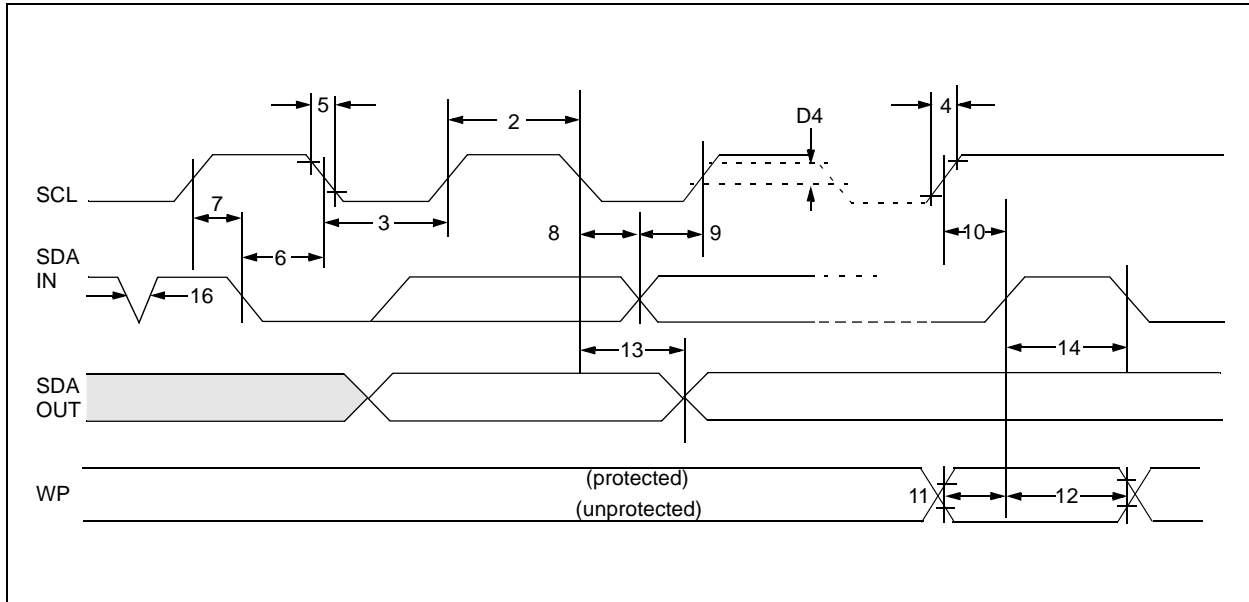 5
2
D4
4
SCL
7
3
8
9
10
SDA
IN
6
16
13
14
SDA
OUT
WP
(protected)
(unprotected)
11
12